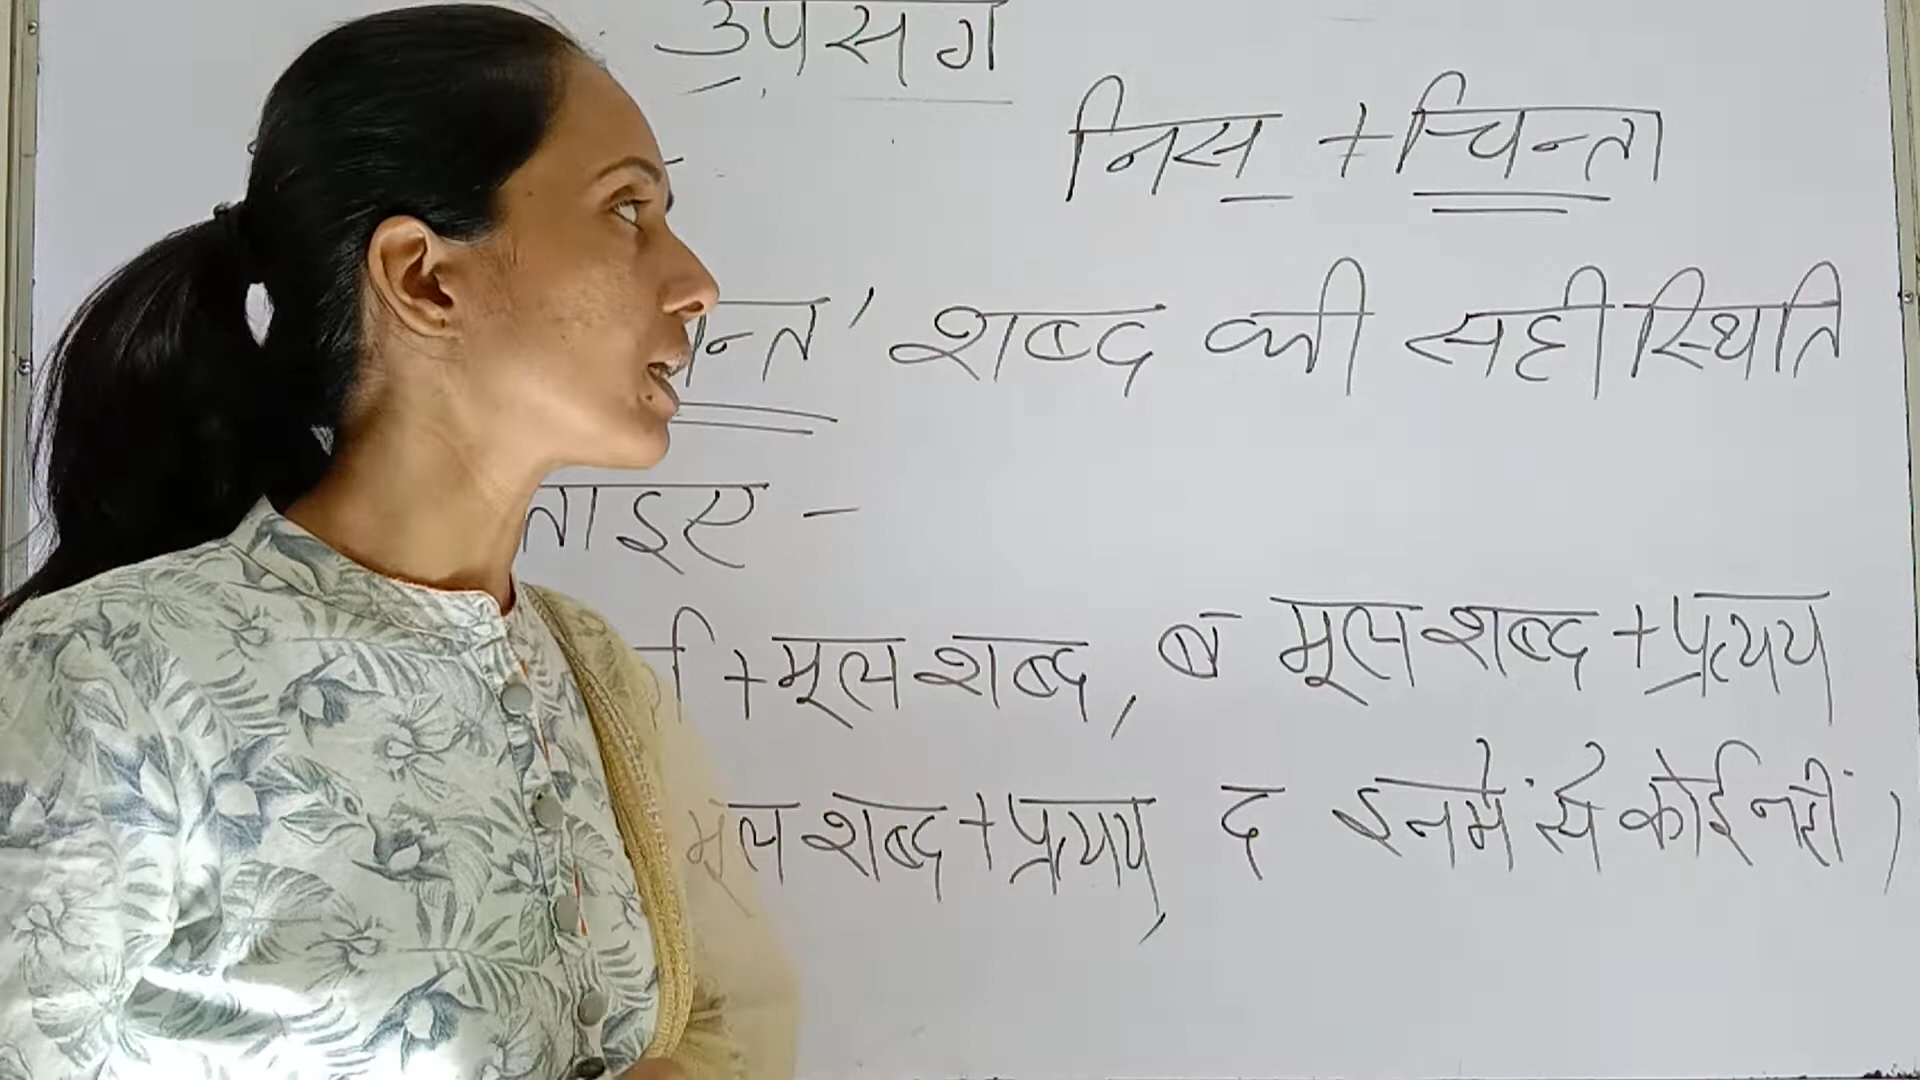 उपसर्ग
निस + चिन्ता
न्त' शब्द की सही स्थिति
ताइए -
+ मूल शब्द, ब मूल शब्द + प्रत्यय
मूल शब्द + प्रत्यय, द इनमें से कोई नहीं ।